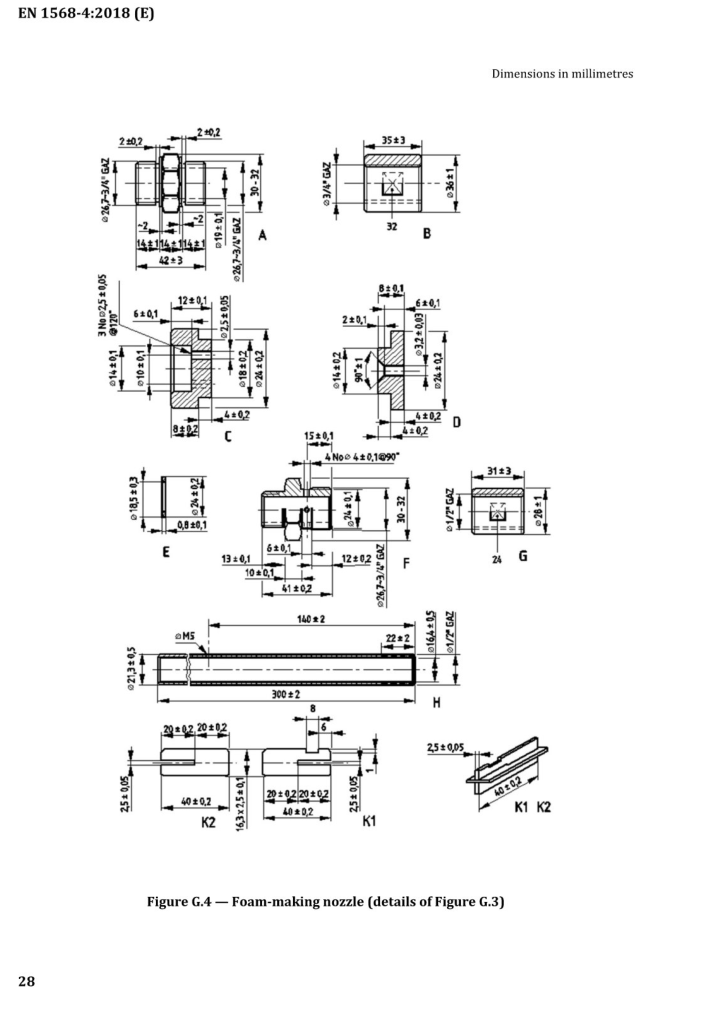 EN 1568-4:2018 (E)
Dimensions in millimetres
2 ±0,2
2 ±0,2
⌀26,7-3/4" GAZ
~2
~2
14±1 14±1 14±1
42±3
⌀19±0,1
⌀26,7-3/4" GAZ
30-32
A
35±3
⌀3/4" GAZ
⌀36±1
32
B
3 No⌀2,5±0,05
@120°
12±0,1
6±0,1
⌀2,5±0,05
⌀14±0,1
⌀10±0,1
⌀18±0,2
⌀24±0,2
4±0,2
8±0,2
C
8±0,1
6±0,1
2±0,1
⌀3,2±0,03
⌀14±0,2
90°±1
⌀24±0,2
4±0,2
4±0,2
D
⌀18,5±0,3
⌀24±0,2
0,8±0,1
E
15±0,1
4 No⌀ 4±0,1@90°
⌀24±0,1
30-32
6±0,1
13±0,1
12±0,2
10±0,1
41±0,2
⌀26,7-3/4" GAZ
F
31±3
⌀1/2" GAZ
⌀28±1
24
G
140±2
⌀M5
22±2
⌀16,4±0,5
⌀1/2" GAZ
⌀21,3±0,5
300±2
H
20±0,2 20±0,2
2,5±0,05
40±0,2
K2
16,3 x 2,5±0,1
8
6
1
20±0,2 20±0,2
40±0,2
2,5±0,05
K1
2,5±0,05
40±0,2
K1 K2
Figure G.4 — Foam-making nozzle (details of Figure G.3)
28